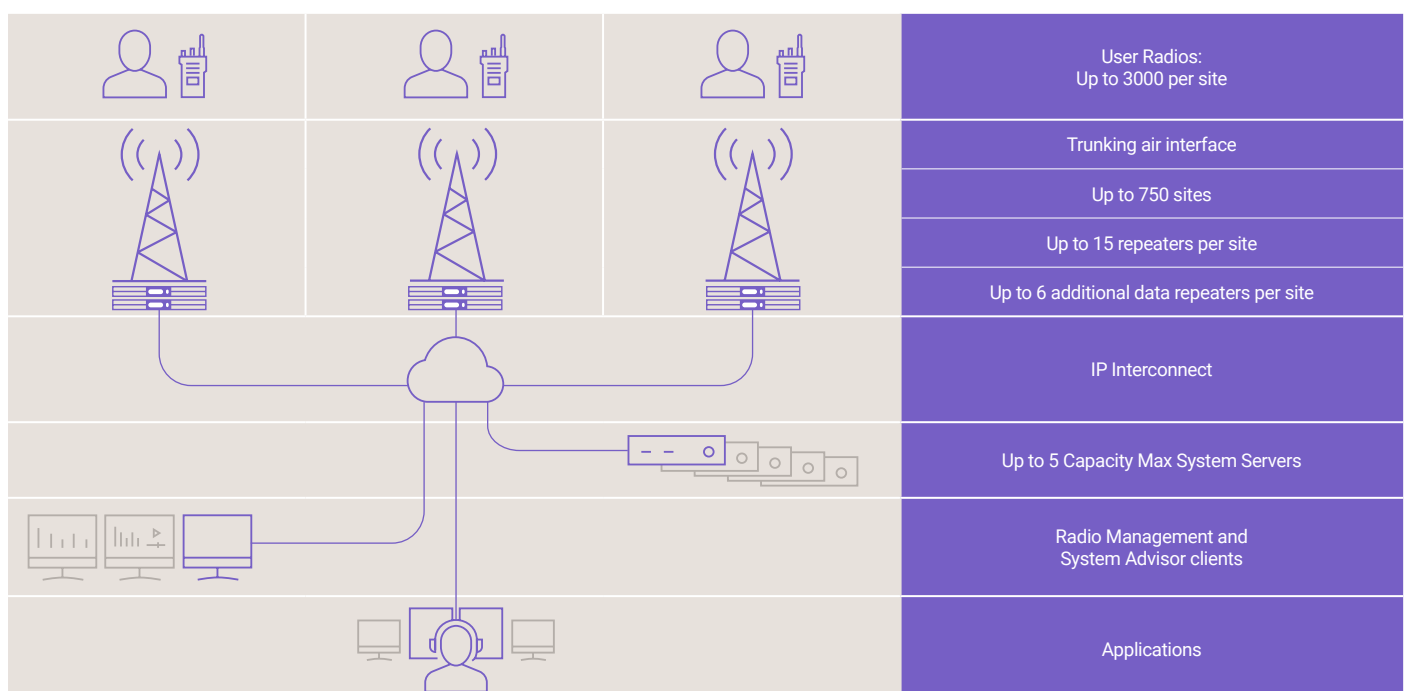 User Radios:
Up to 3000 per site
Trunking air interface
Up to 750 sites
Up to 15 repeaters per site
Up to 6 additional data repeaters per site
IP Interconnect
Up to 5 Capacity Max System Servers
Radio Management and
System Advisor clients
Applications